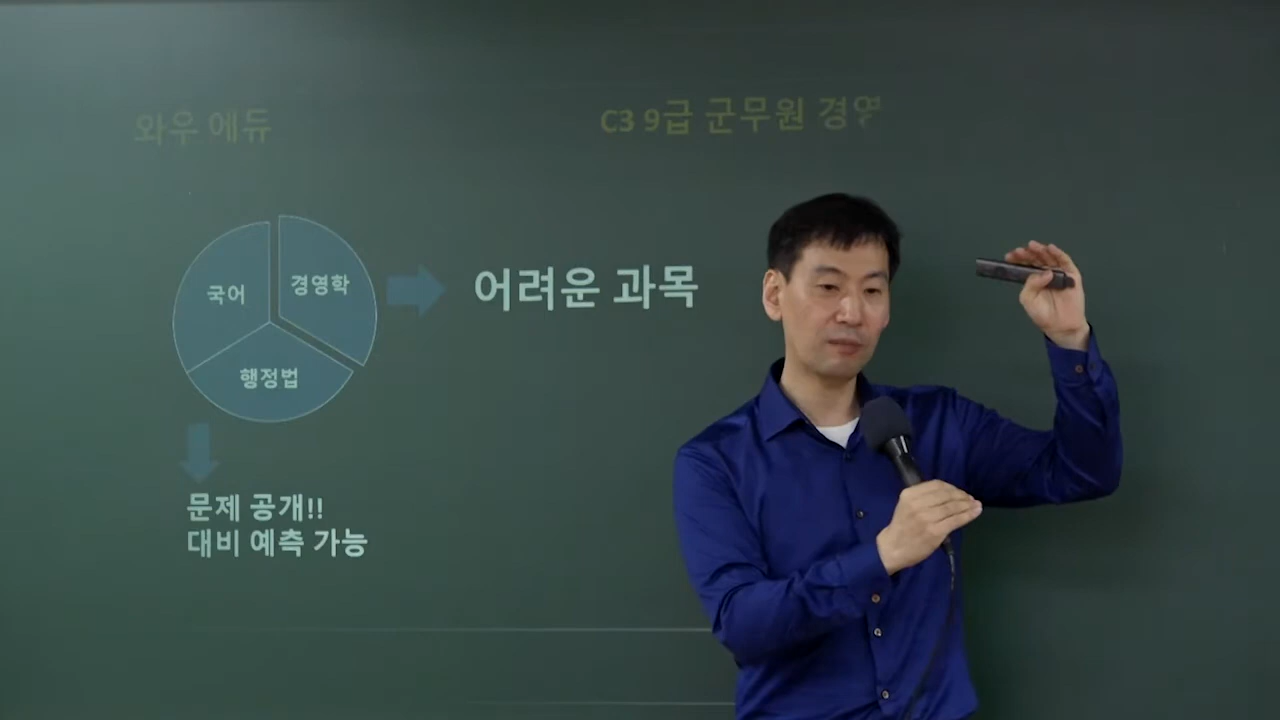 와우 에듀
C3 9급 군무원 경영
국어
경영학
행정법
어려운 과목
문제 공개!!
대비 예측 가능